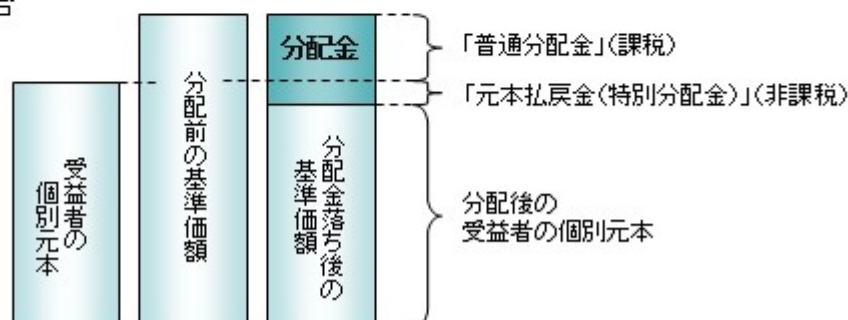 分配金
「普通分配金」(課税)
「元本払戻金(特別分配金)」(非課税)
受益者の
個別元本
分配前の基準価額
分配金落ち後の
基準価額
分配後の
受益者の個別元本